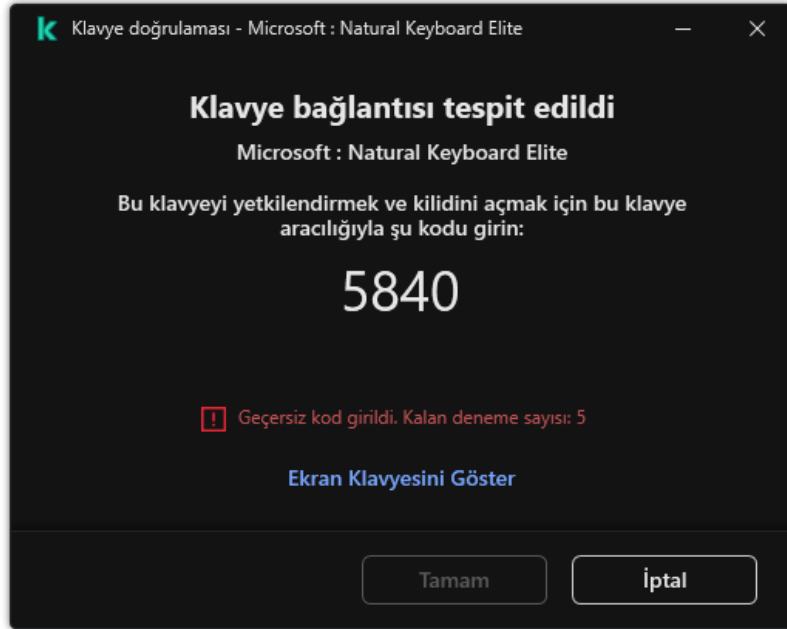 Klavye doğrulaması - Microsoft : Natural Keyboard Elite
Klavye bağlantısı tespit edildi
Microsoft : Natural Keyboard Elite
Bu klavyeyi yetkilendirmek ve kilidini açmak için bu klavye
aracılığıyla şu kodu girin:
5840
Geçersiz kod girildi. Kalan deneme sayısı: 5
Ekran Klavyesini Göster
Tamam
İptal